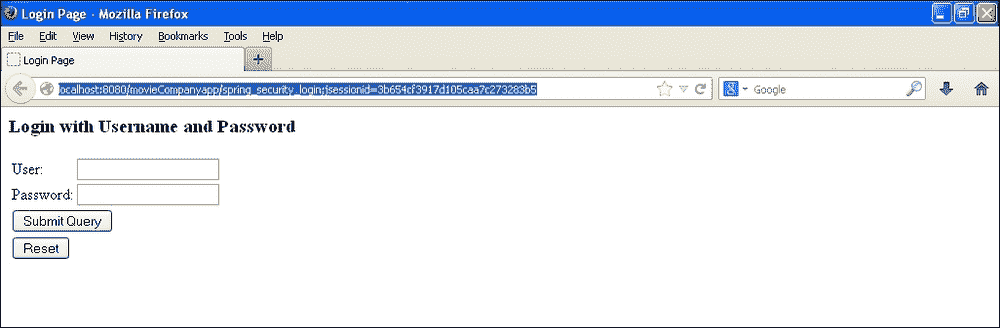 Login Page - Mozilla Firefox
File Edit View History Bookmarks Tools Help
Login Page
localhost:8080/movieCompanyapp/spring_security_login;jsessionid=3b654cf3917d105caa7c273283b5
Google
Login with Username and Password
User:
Password:
Submit Query
Reset